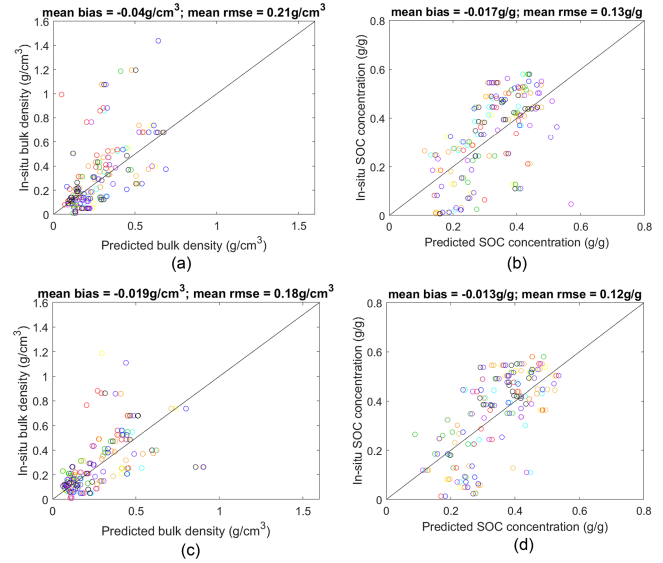 mean bias = -0.04g/cm3; mean rmse = 0.21g/cm3
1.6
1.4
1.2
1
0.8
0.6
0.4
0.2
0
In-situ bulk density (g/cm3)
0 0.5 1 1.5
Predicted bulk density (g/cm3)
(a)
mean bias = -0.017g/g; mean rmse = 0.13g/g
0.8
0.6
0.4
0.2
0
In-situ SOC concentration (g/g)
0 0.2 0.4 0.6 0.8
Predicted SOC concentration (g/g)
(b)
mean bias = -0.019g/cm3; mean rmse = 0.18g/cm3
1.6
1.4
1.2
1
0.8
0.6
0.4
0.2
0
In-situ bulk density (g/cm3)
0 0.5 1 1.5
Predicted bulk density (g/cm3)
(c)
mean bias = -0.013g/g; mean rmse = 0.12g/g
0.8
0.6
0.4
0.2
0
In-situ SOC concentration (g/g)
0 0.2 0.4 0.6 0.8
Predicted SOC concentration (g/g)
(d)